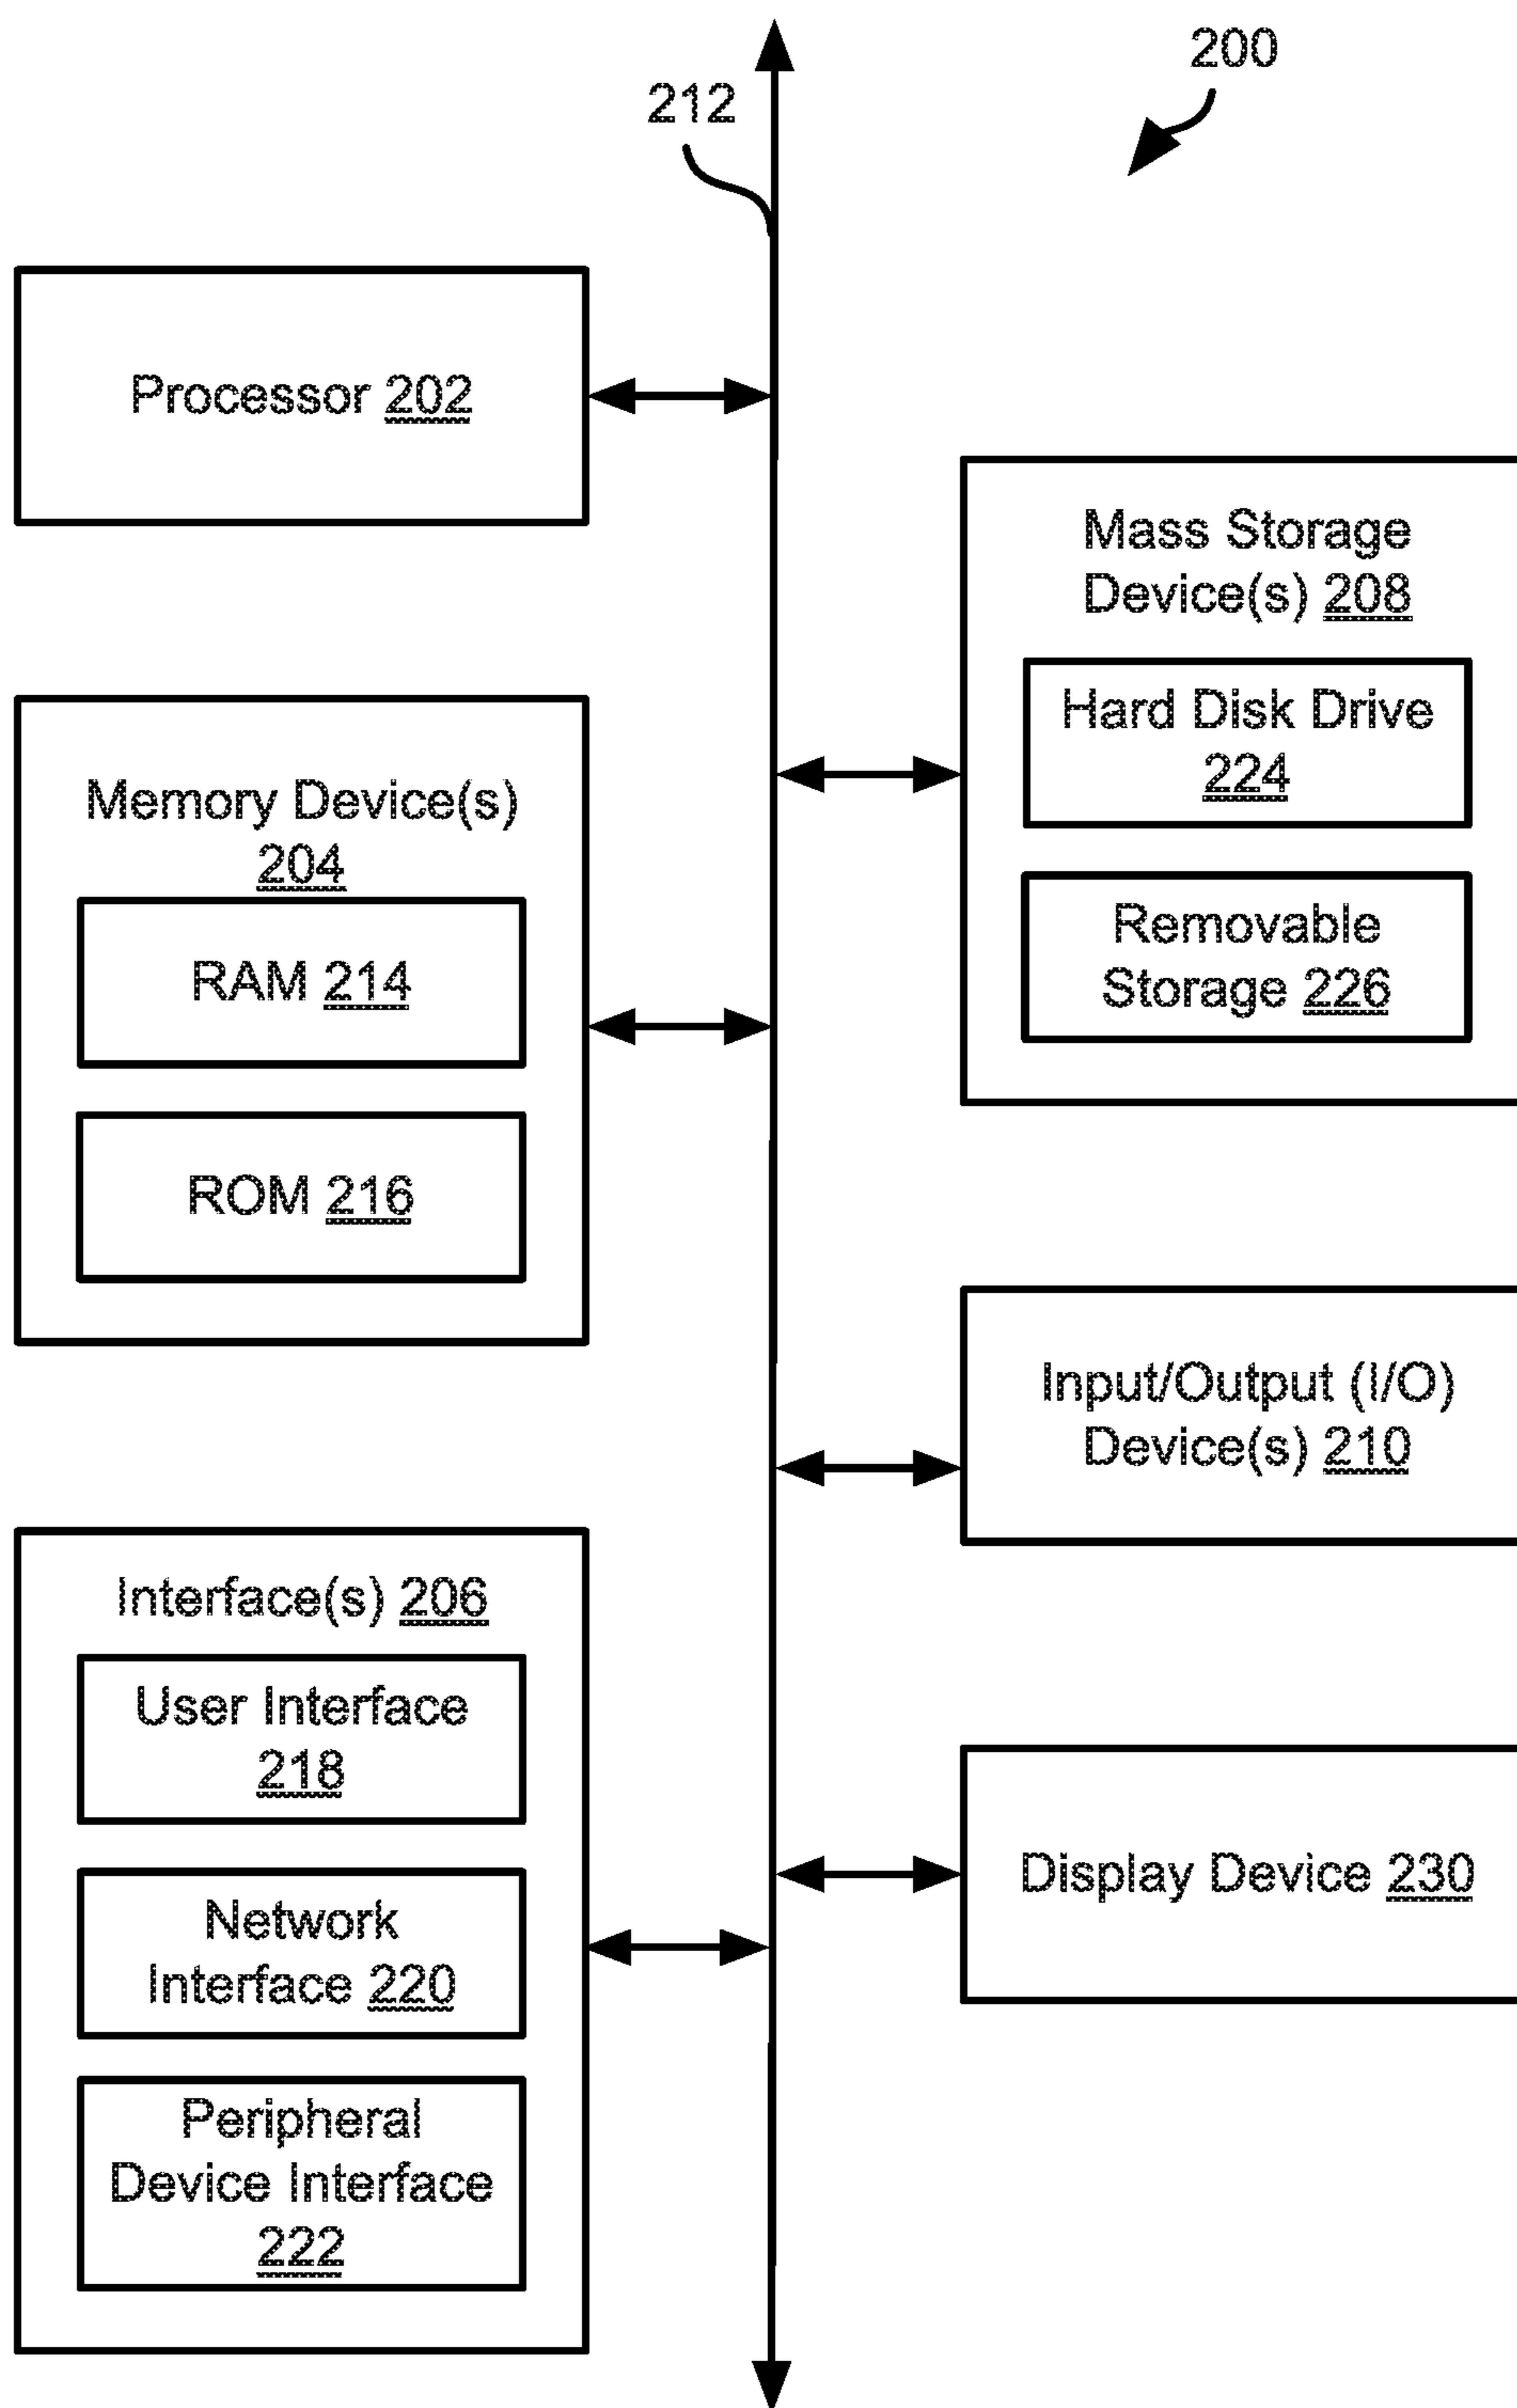 200
212
Processor 202
Memory Device(s)
204
RAM 214
ROM 216
Interface(s) 206
User Interface
218
Network
Interface 220
Peripheral
Device Interface
222
Mass Storage
Device(s) 208
Hard Disk Drive
224
Removable
Storage 226
Input/Output (I/O)
Device(s) 210
Display Device 230